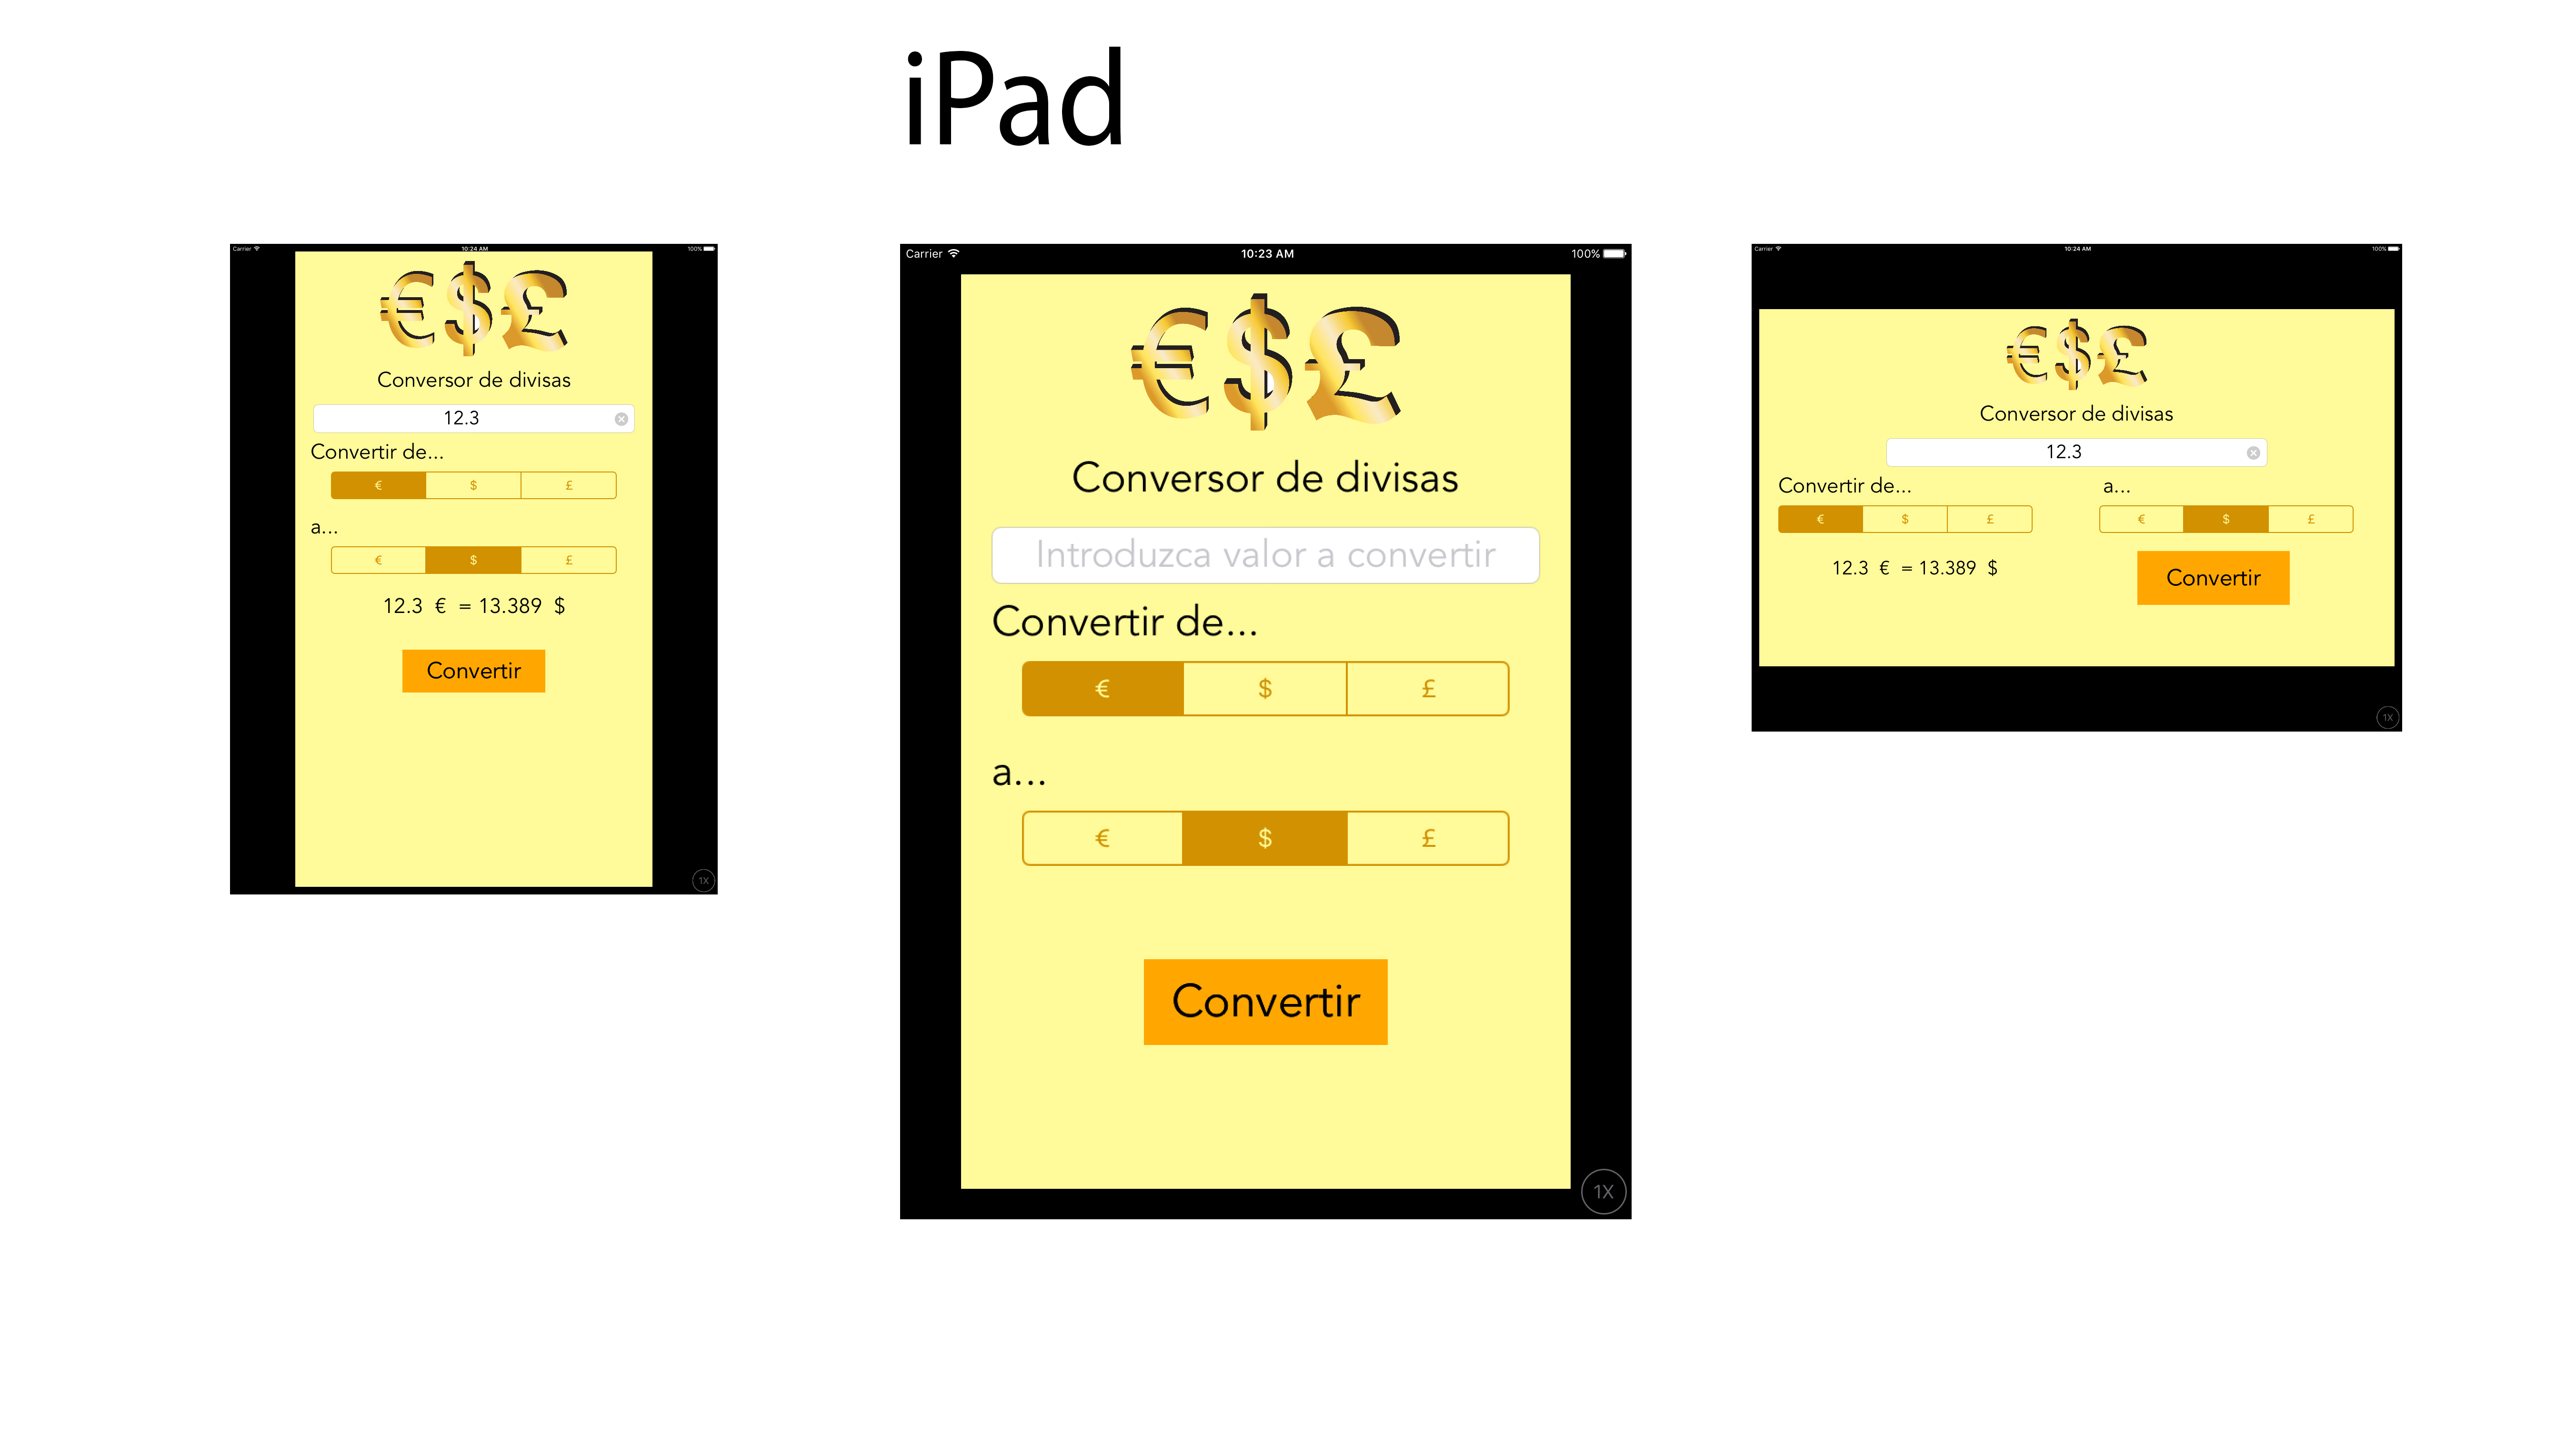 iPad
Carrier 10:24 AM 100%
€$£
Conversor de divisas
12.3
Convertir de...
€ $ £
a...
€ $ £
12.3 € = 13.389 $
Convertir
1X
Carrier 10:23 AM 100%
€$£
Conversor de divisas
Introduzca valor a convertir
Convertir de...
€ $ £
a...
€ $ £
Convertir
1X
Carrier 10:24 AM 100%
€$£
Conversor de divisas
12.3
Convertir de... a...
€ $ £ € $ £
12.3 € = 13.389 $ Convertir
1X